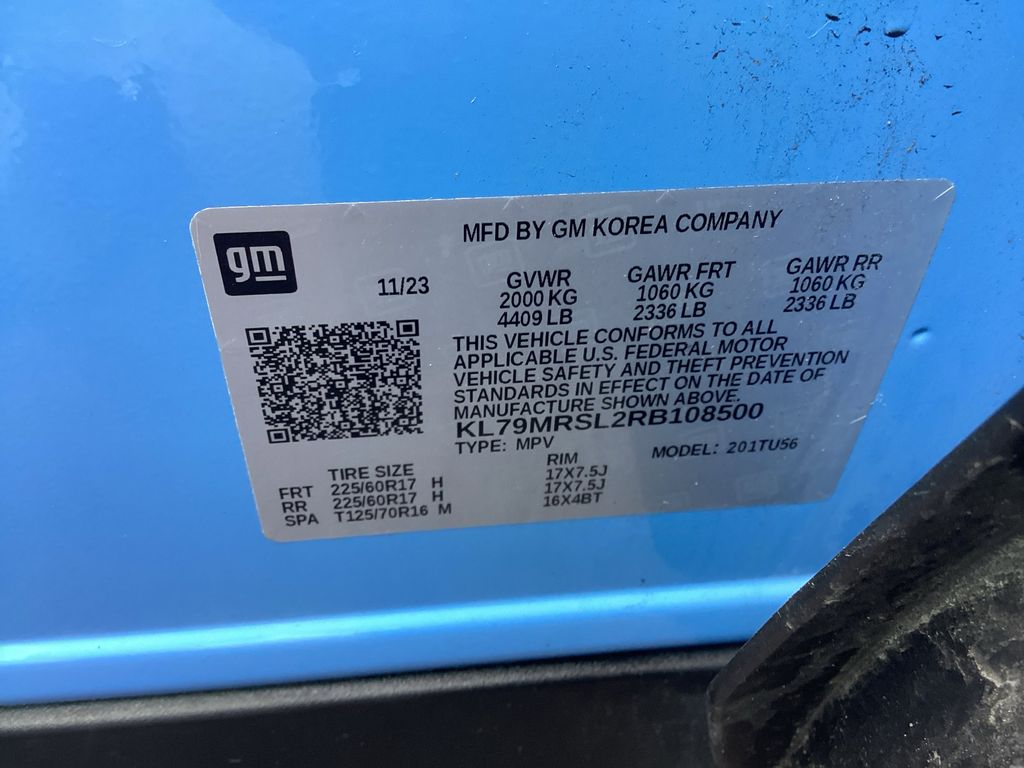 gm
MFD BY GM KOREA COMPANY
11/23
GVWR GAWR FRT GAWR RR
2000 KG 1060 KG 1060 KG
4409 LB 2336 LB 2336 LB
THIS VEHICLE CONFORMS TO ALL
APPLICABLE U.S. FEDERAL MOTOR
VEHICLE SAFETY AND THEFT PREVENTION
STANDARDS IN EFFECT ON THE DATE OF
MANUFACTURE SHOWN ABOVE.
KL79MRSL2RB108500
TYPE: MPV MODEL: 201TU56
TIRE SIZE RIM
FRT 225/60R17 H 17X7.5J
RR 225/60R17 H 17X7.5J
SPA T125/70R16 M 16X4BT